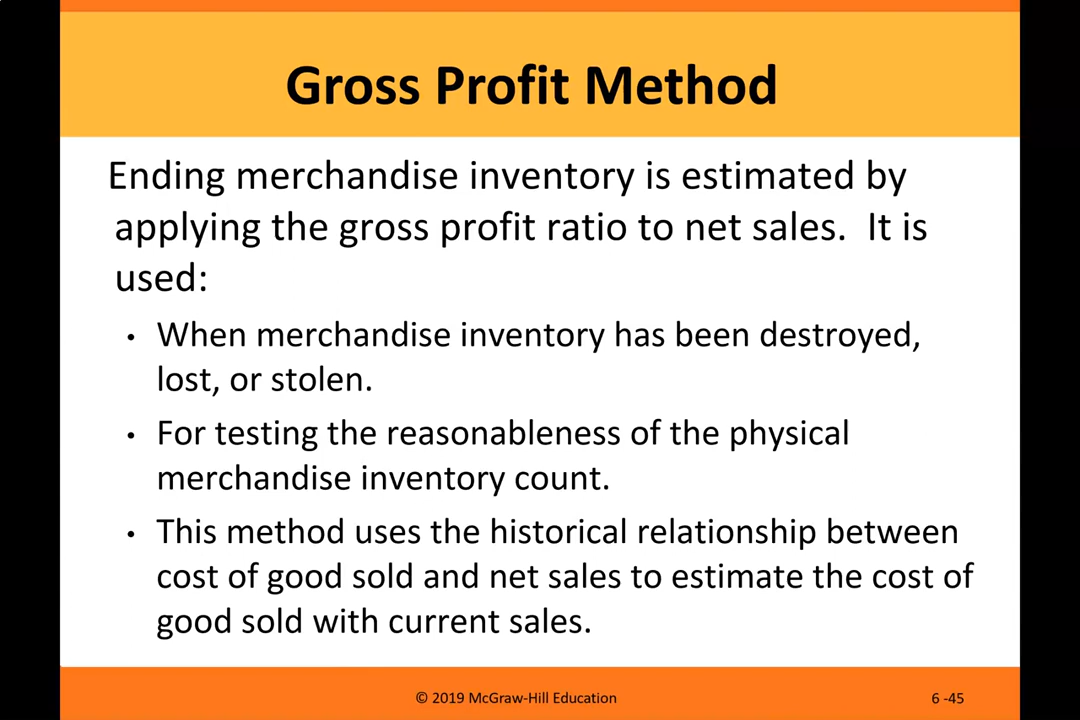 Gross Profit Method
Ending merchandise inventory is estimated by
applying the gross profit ratio to net sales.  It is
used:
• When merchandise inventory has been destroyed,
lost, or stolen.
• For testing the reasonableness of the physical
merchandise inventory count.
• This method uses the historical relationship between
cost of good sold and net sales to estimate the cost of
good sold with current sales.
© 2019 McGraw-Hill Education
6 -45